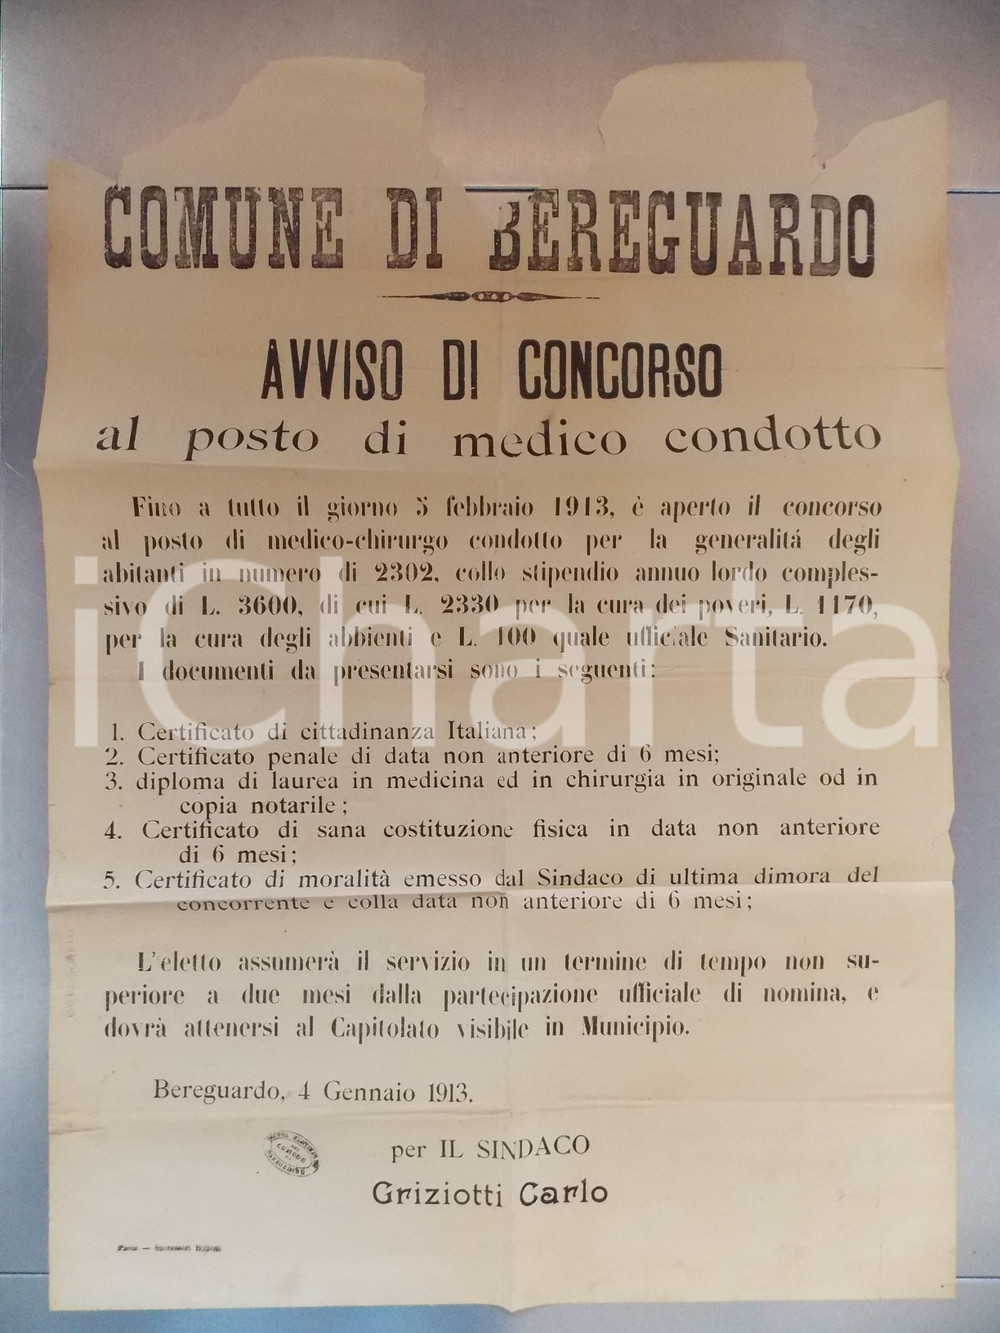 COMUNE DI BEREGUARDO
AVVISO DI CONCORSO
al posto di medico condotto
Fino a tutto il giorno 5 febbraio 1913, è aperto il concorso
al posto di medico-chirurgo condotto per la generalitá degli
abitanti in numero di 2302, collo stipendio annuo lordo comples-
sivo di L. 3600, di cui L. 2330 per la cura dei poveri, L. 1170,
per la cura degli abbienti e L. 100 quale ufficiale Sanitario.
I documenti da presentarsi sono i seguenti:
iCharta
1. Certificato di cittadinanza Italiana;
2. Certificato penale di data non anteriore di 6 mesi;
3. diploma di laurea in medicina ed in chirurgia in originale od in
copia notarile;
4. Certificato di sana costituzione fisica in data non anteriore
di 6 mesi;
5. Certificato di moralità emesso dal Sindaco di ultima dimora del
concorrente e colla data non anteriore di 6 mesi;
L'eletto assumerà il servizio in un termine di tempo non su-
periore a due mesi dalla partecipazione ufficiale di nomina, e
dovrà attenersi al Capitolato visibile in Municipio.
Bereguardo, 4 Gennaio 1913.
per IL SINDACO
Griziotti Carlo